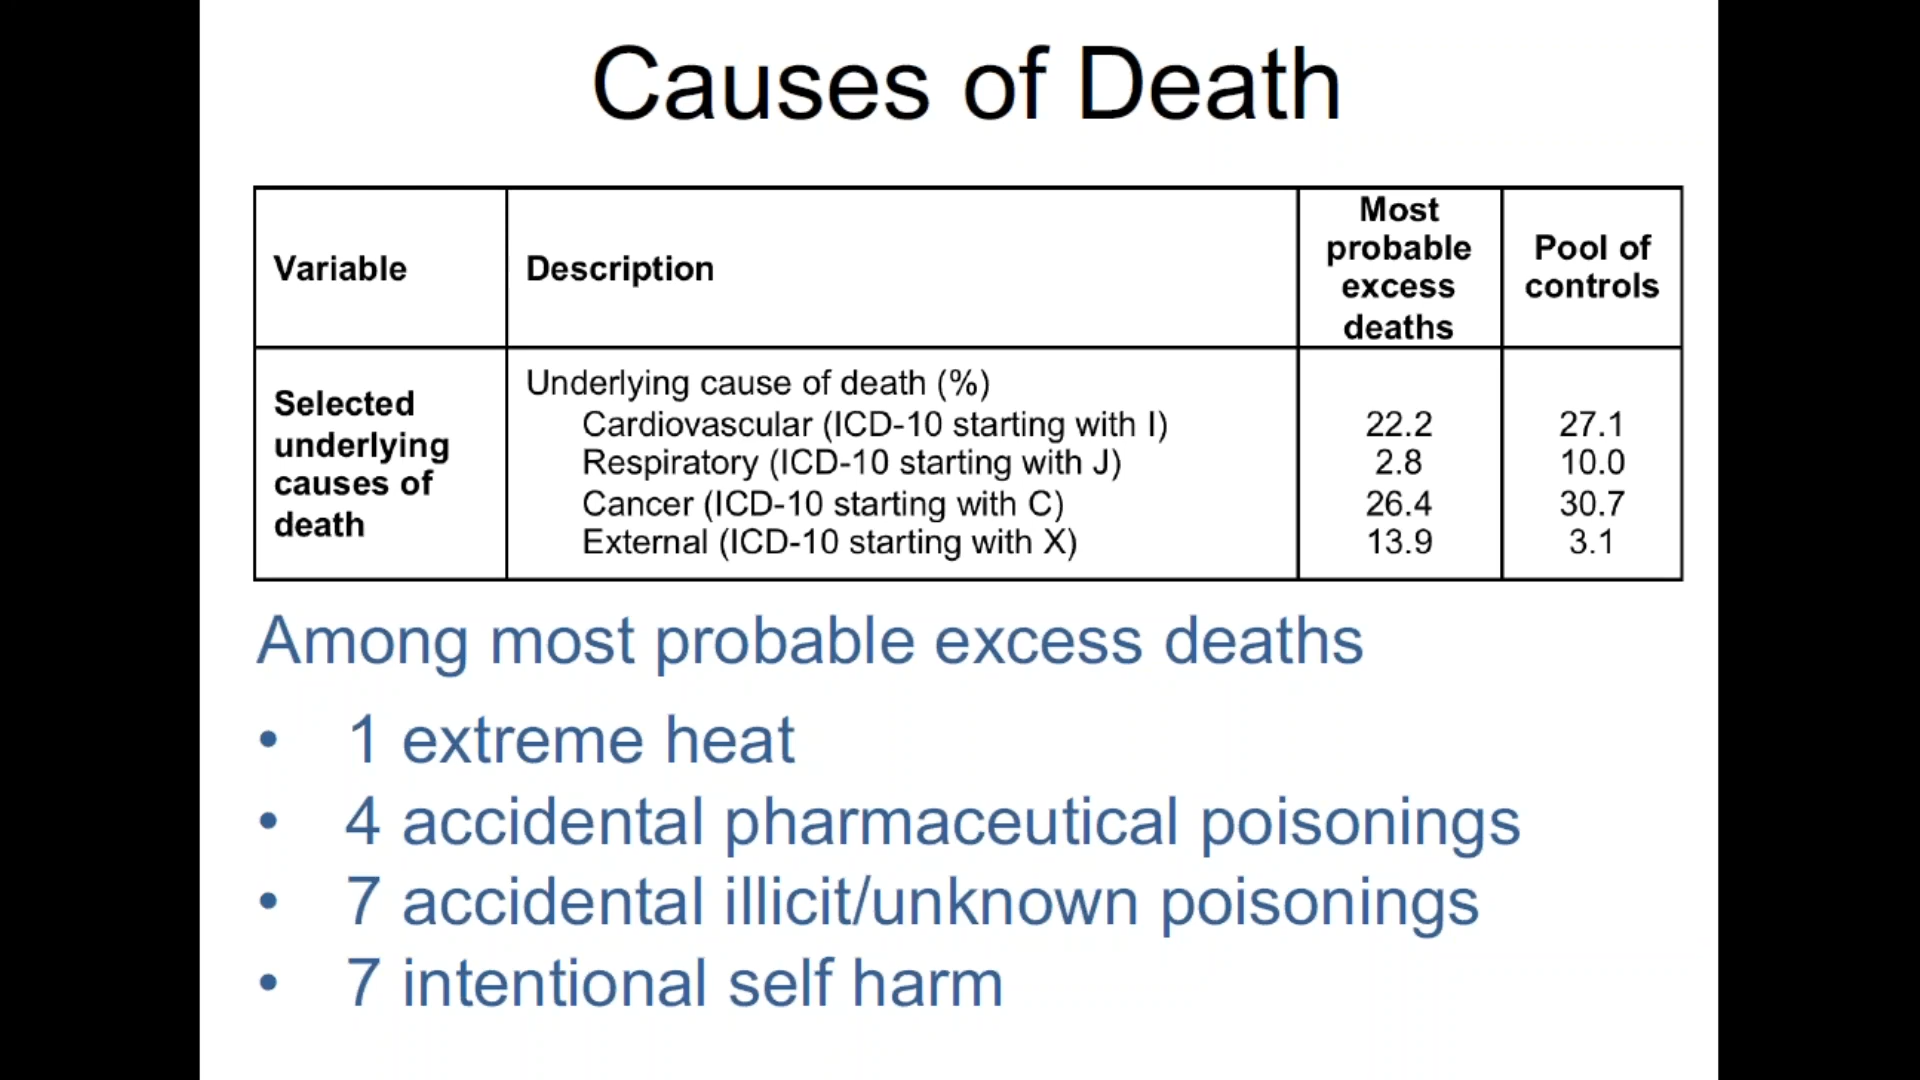 Causes of Death
Variable
Description
Most
probable
excess
deaths
Pool of
controls
Selected
underlying
causes of
death
Underlying cause of death (%)
Cardiovascular (ICD-10 starting with I) 22.2 27.1
Respiratory (ICD-10 starting with J) 2.8 10.0
Cancer (ICD-10 starting with C) 26.4 30.7
External (ICD-10 starting with X) 13.9 3.1
Among most probable excess deaths
• 1 extreme heat
• 4 accidental pharmaceutical poisonings
• 7 accidental illicit/unknown poisonings
• 7 intentional self harm